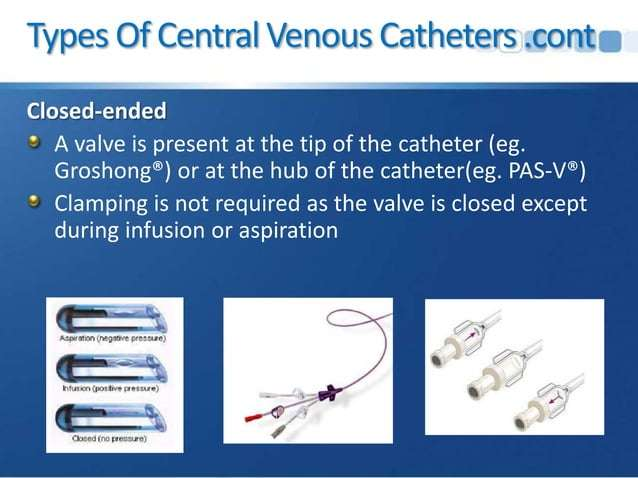 Types Of Central Venous Catheters .cont
Closed-ended
A valve is present at the tip of the catheter (eg.
Groshong®) or at the hub of the catheter(eg. PAS-V®)
Clamping is not required as the valve is closed except
during infusion or aspiration
Aspiration (negative pressure)
Infusion (positive pressure)
Closed (no pressure)